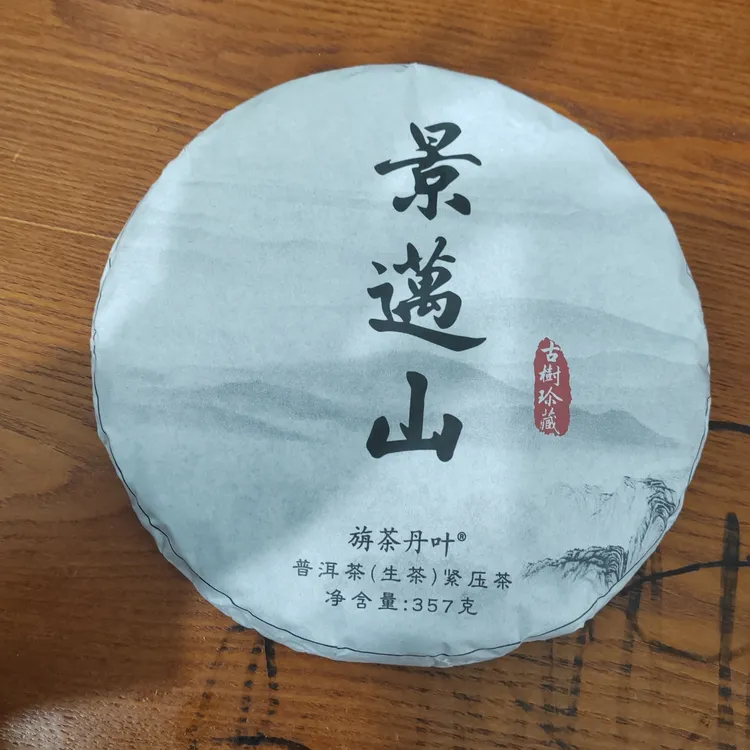 景邁山
古樹珍藏
旃茶丹叶®
普洱茶(生茶)紧压茶
净含量:357克